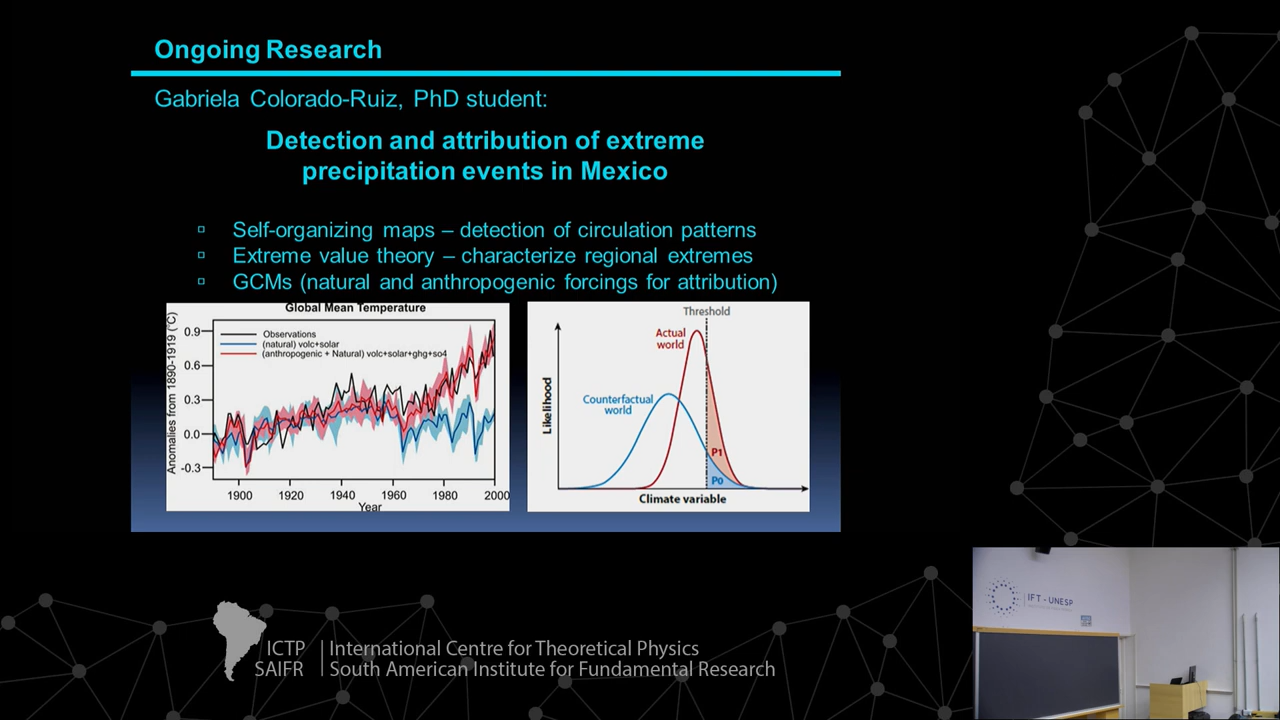 Ongoing Research
Gabriela Colorado-Ruiz, PhD student:
Detection and attribution of extreme
precipitation events in Mexico
▫ Self-organizing maps – detection of circulation patterns
▫ Extreme value theory – characterize regional extremes
▫ GCMs (natural and anthropogenic forcings for attribution)
Global Mean Temperature
Anomalies from 1890-1919 (°C)
0.9
0.6
0.3
0.0
-0.3
Observations
(natural) volc+solar
(anthropogenic + Natural) volc+solar+ghg+so4
1900 1920 1940 1960 1980 2000
Year
Threshold
Actual
world
Counterfactual
world
Likelihood
P1
P0
Climate variable
IFT - UNESP
ICTP
SAIFR
International Centre for Theoretical Physics
South American Institute for Fundamental Research